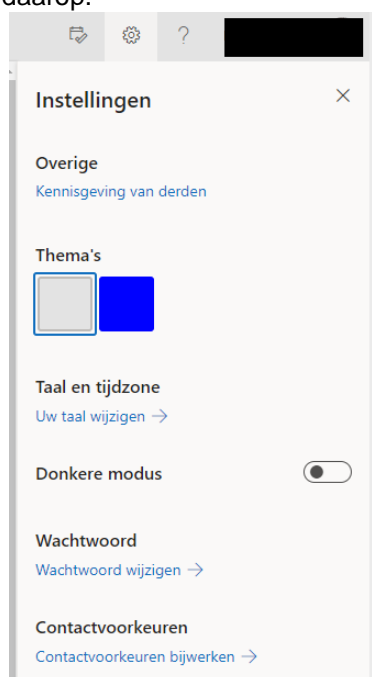 daarop.
?
Instellingen
Overige
Kennisgeving van derden
Thema's
Taal en tijdzone
Uw taal wijzigen →
Donkere modus
Wachtwoord
Wachtwoord wijzigen →
Contactvoorkeuren
Contactvoorkeuren bijwerken →